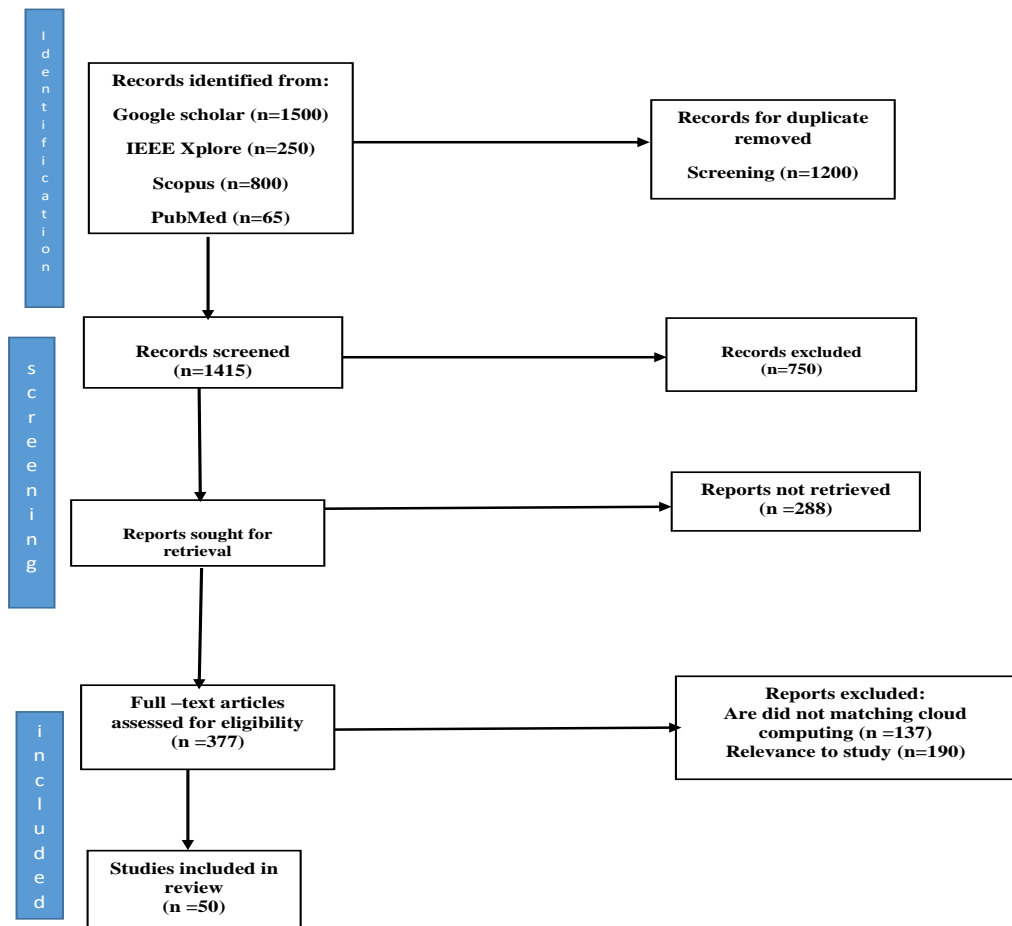 Identification
Records identified from:
Google scholar (n=1500)
IEEE Xplore (n=250)
Scopus (n=800)
PubMed (n=65)
Records for duplicate
removed
Screening (n=1200)
screening
Records screened
(n=1415)
Records excluded
(n=750)
Reports sought for
retrieval
Reports not retrieved
(n =288)
included
Full –text articles
assessed for eligibility
(n =377)
Reports excluded:
Are did not matching cloud
computing (n =137)
Relevance to study (n=190)
Studies included in
review
(n =50)